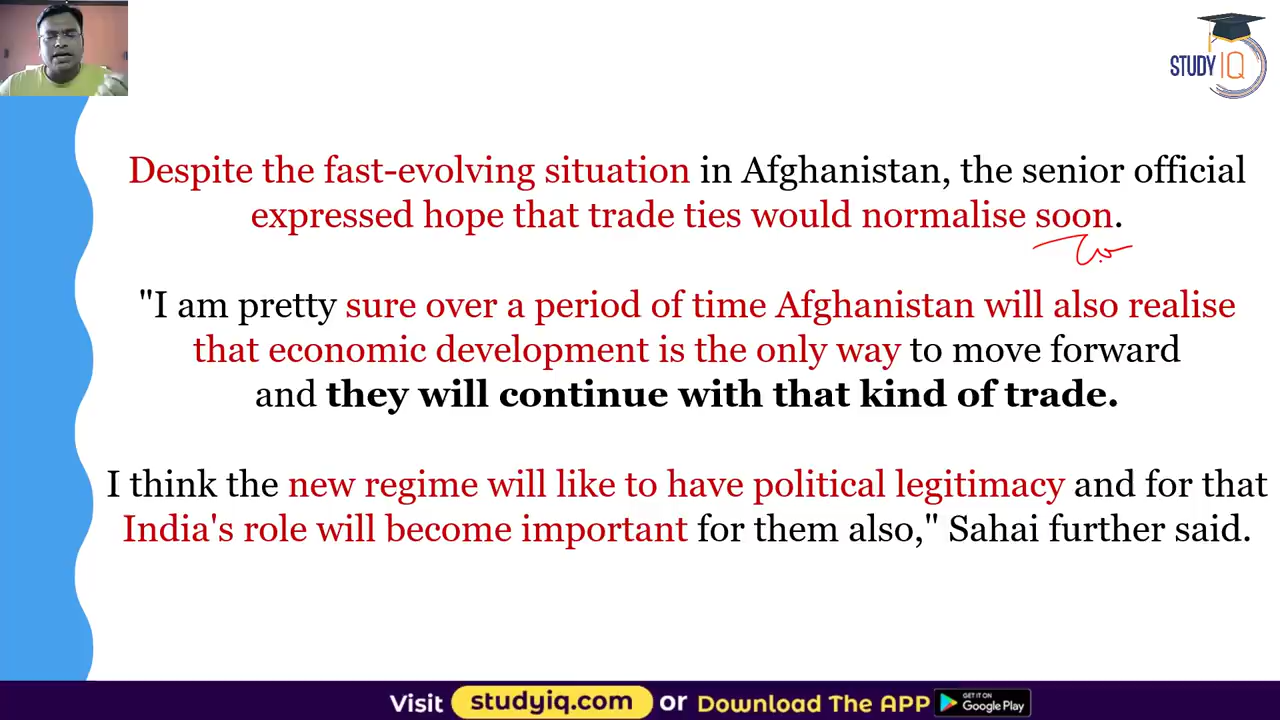 STUDY IQ
Despite the fast-evolving situation in Afghanistan, the senior official
expressed hope that trade ties would normalise soon.
"I am pretty sure over a period of time Afghanistan will also realise
that economic development is the only way to move forward
and they will continue with that kind of trade.
I think the new regime will like to have political legitimacy and for that
India's role will become important for them also," Sahai further said.
Visit studyiq.com or Download The APP GET IT ON Google Play